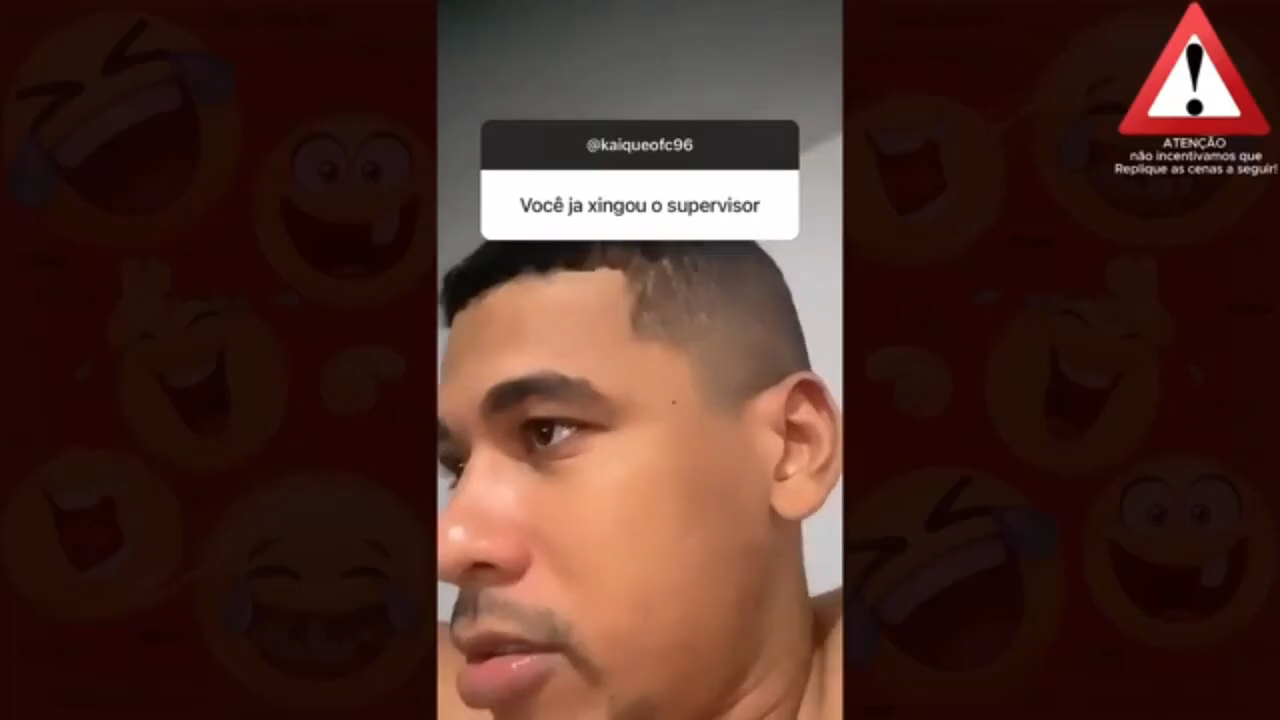 @kaiqueofc96
Você ja xingou o supervisor
ATENÇÃO
não incentivamos que
Replique as cenas a seguir!